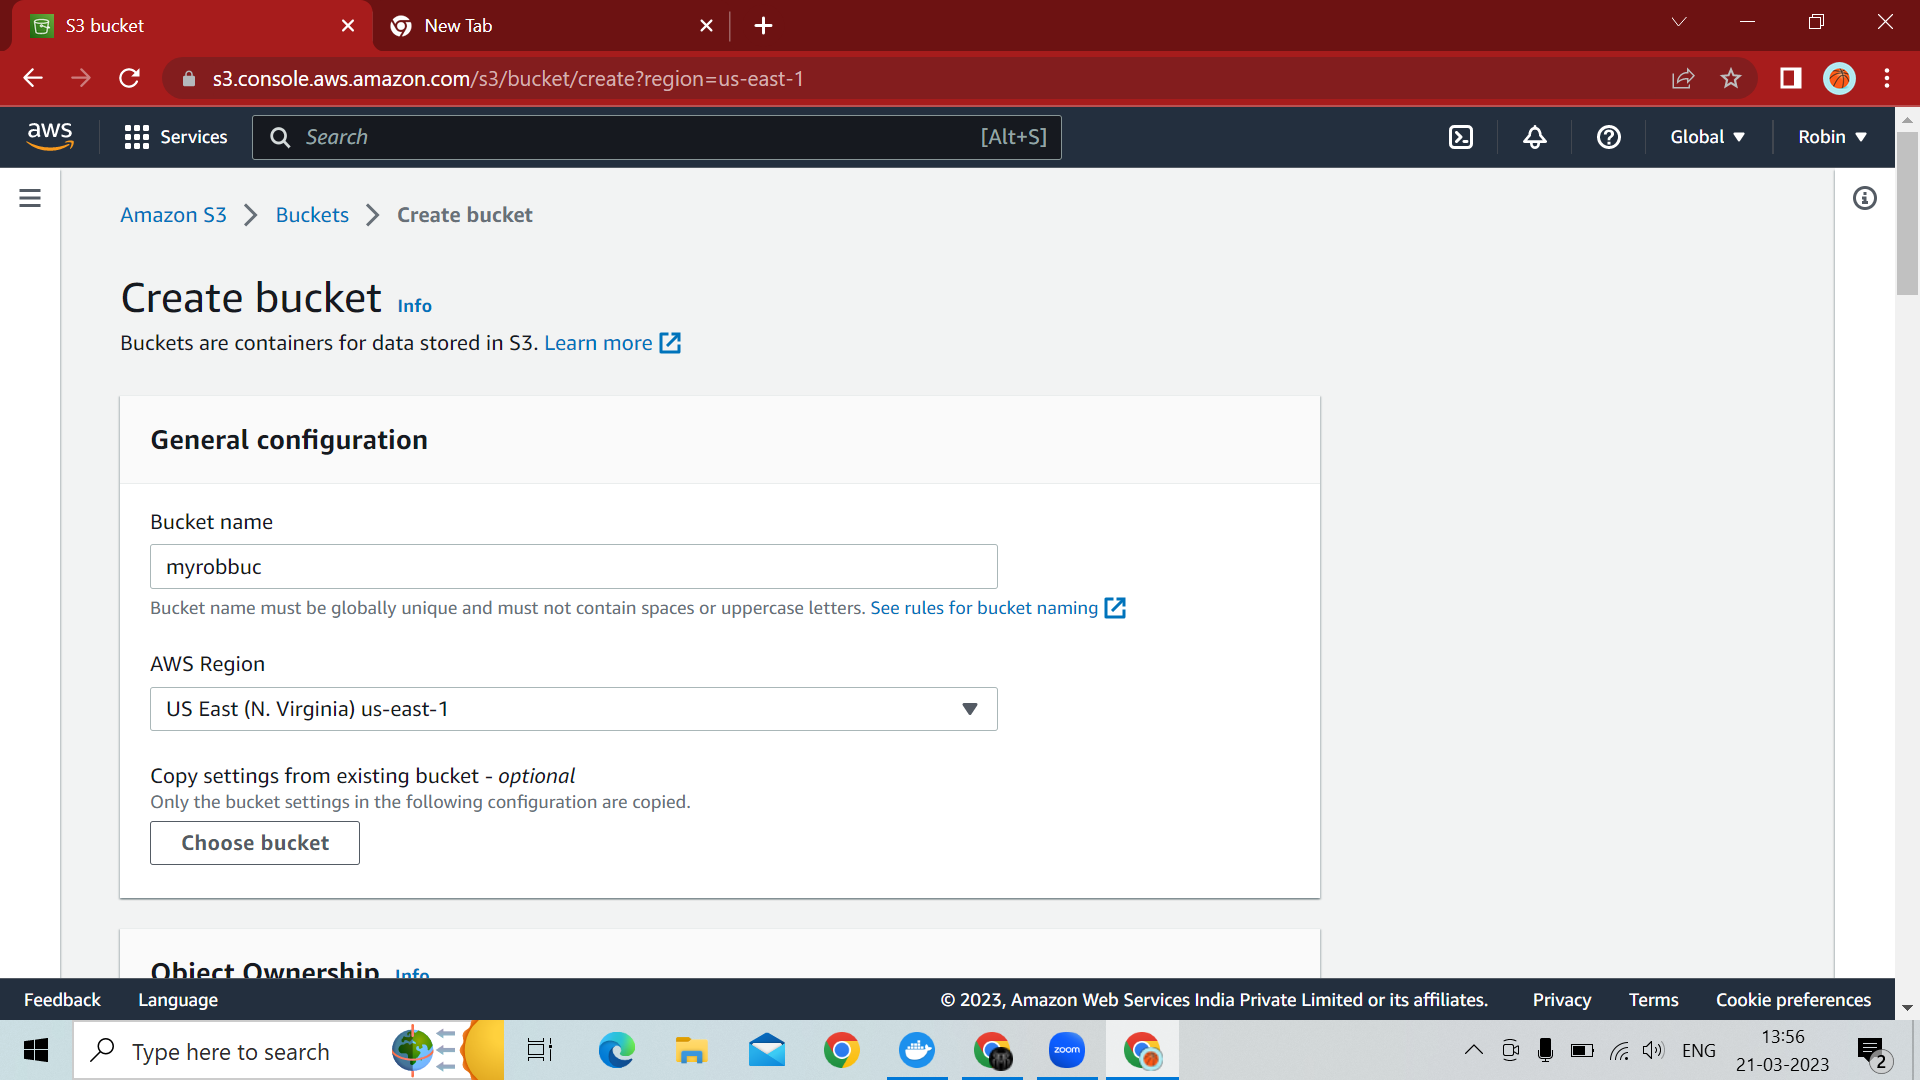 S3 bucket
New Tab
s3.console.aws.amazon.com/s3/bucket/create?region=us-east-1
aws
Services
Search
[Alt+S]
Global
Robin
Amazon S3
Buckets
Create bucket
Create bucket Info
Buckets are containers for data stored in S3. Learn more
General configuration
Bucket name
myrobbuc
Bucket name must be globally unique and must not contain spaces or uppercase letters. See rules for bucket naming
AWS Region
US East (N. Virginia) us-east-1
Copy settings from existing bucket - optional
Only the bucket settings in the following configuration are copied.
Choose bucket
Object Ownership Info
Feedback
Language
© 2023, Amazon Web Services India Private Limited or its affiliates.
Privacy
Terms
Cookie preferences
Type here to search
zoom
ENG
13:56
21-03-2023
2